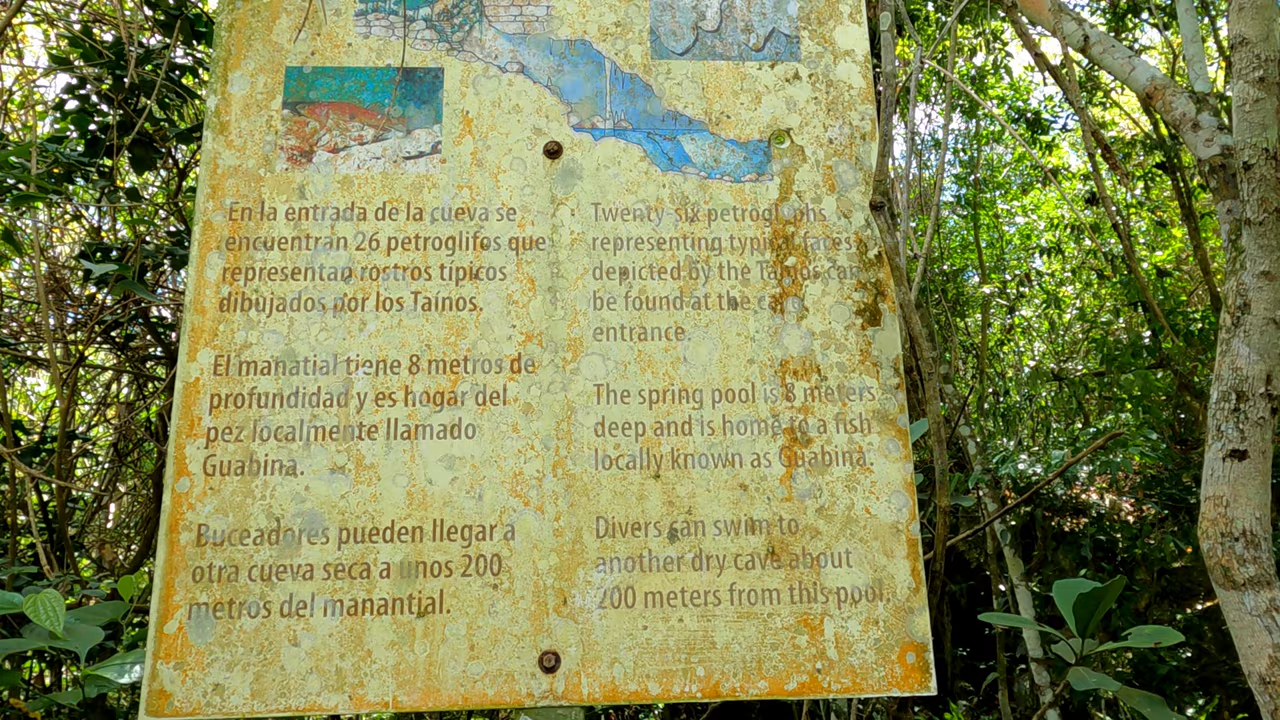 En la entrada de la cueva se
encuentran 26 petroglifos que
representan rostros típicos
dibujados por los Taínos.
El manatial tiene 8 metros de
profundidad y es hogar del
pez localmente llamado
Guabina.
Buceadores pueden llegar a
otra cueva seca a unos 200
metros del manantial.
Twenty-six petroglyphs
representing typical faces
depicted by the Taínos can
be found at the cave
entrance.
The spring pool is 8 meters
deep and is home to a fish
locally known as Guabina.
Divers can swim to
another dry cave about
200 meters from this pool.